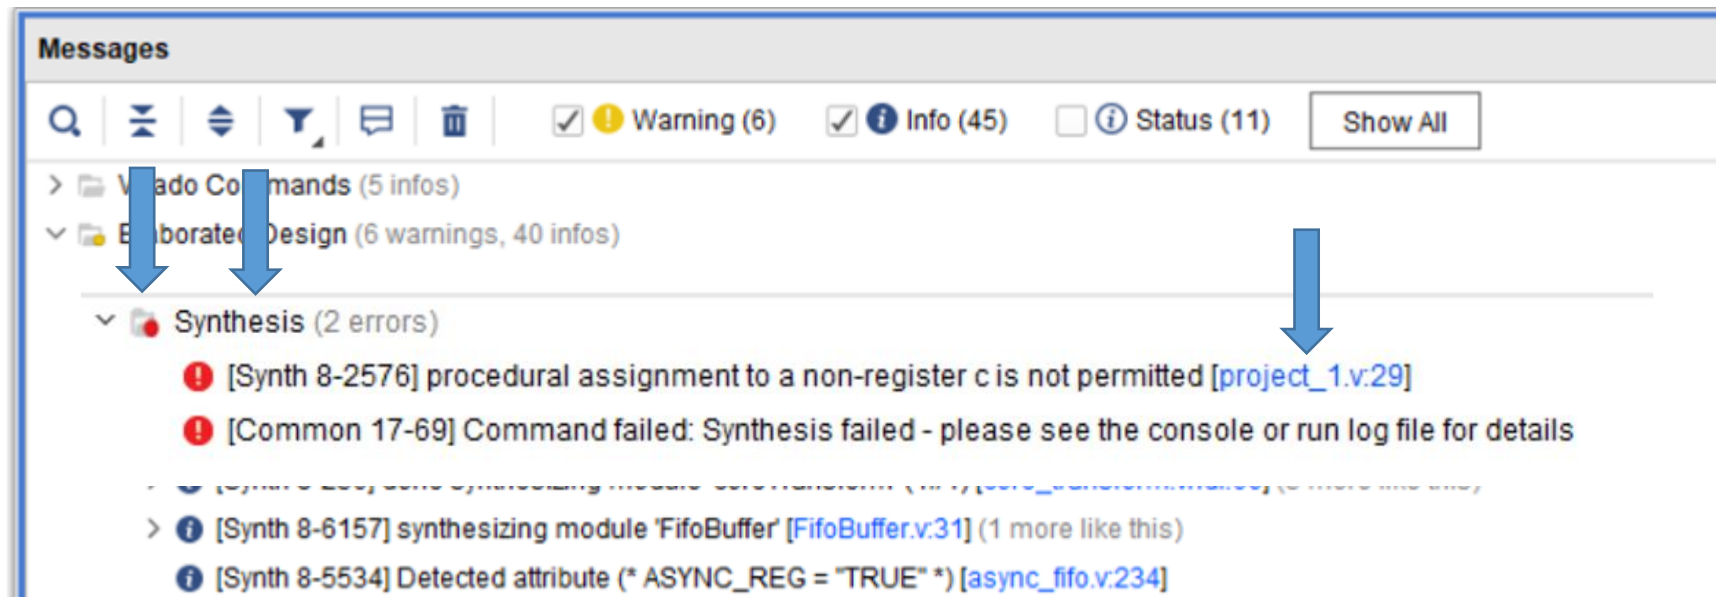 Messages
Warning (6) Info (45) Status (11) Show All
Commands (5 infos)
Design (6 warnings, 40 infos)
Synthesis (2 errors)
[Synth 8-2576] procedural assignment to a non-register c is not permitted [project_1.v:29]
[Common 17-69] Command failed: Synthesis failed - please see the console or run log file for details
[Synth 8-6157] synthesizing module 'FifoBuffer' [FifoBuffer.v:31] (1 more like this)
[Synth 8-5534] Detected attribute (* ASYNC_REG = "TRUE" *) [async_fifo.v:234]